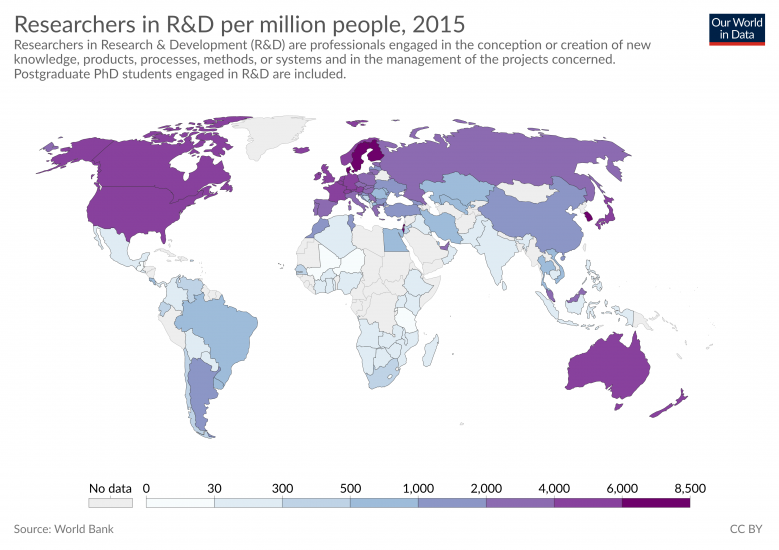 Researchers in R&D per million people, 2015
Our World
in Data
Researchers in Research & Development (R&D) are professionals engaged in the conception or creation of new
knowledge, products, processes, methods, or systems and in the management of the projects concerned.
Postgraduate PhD students engaged in R&D are included.
No data 0 30 300 500 1,000 2,000 4,000 6,000 8,500
Source: World Bank
CC BY